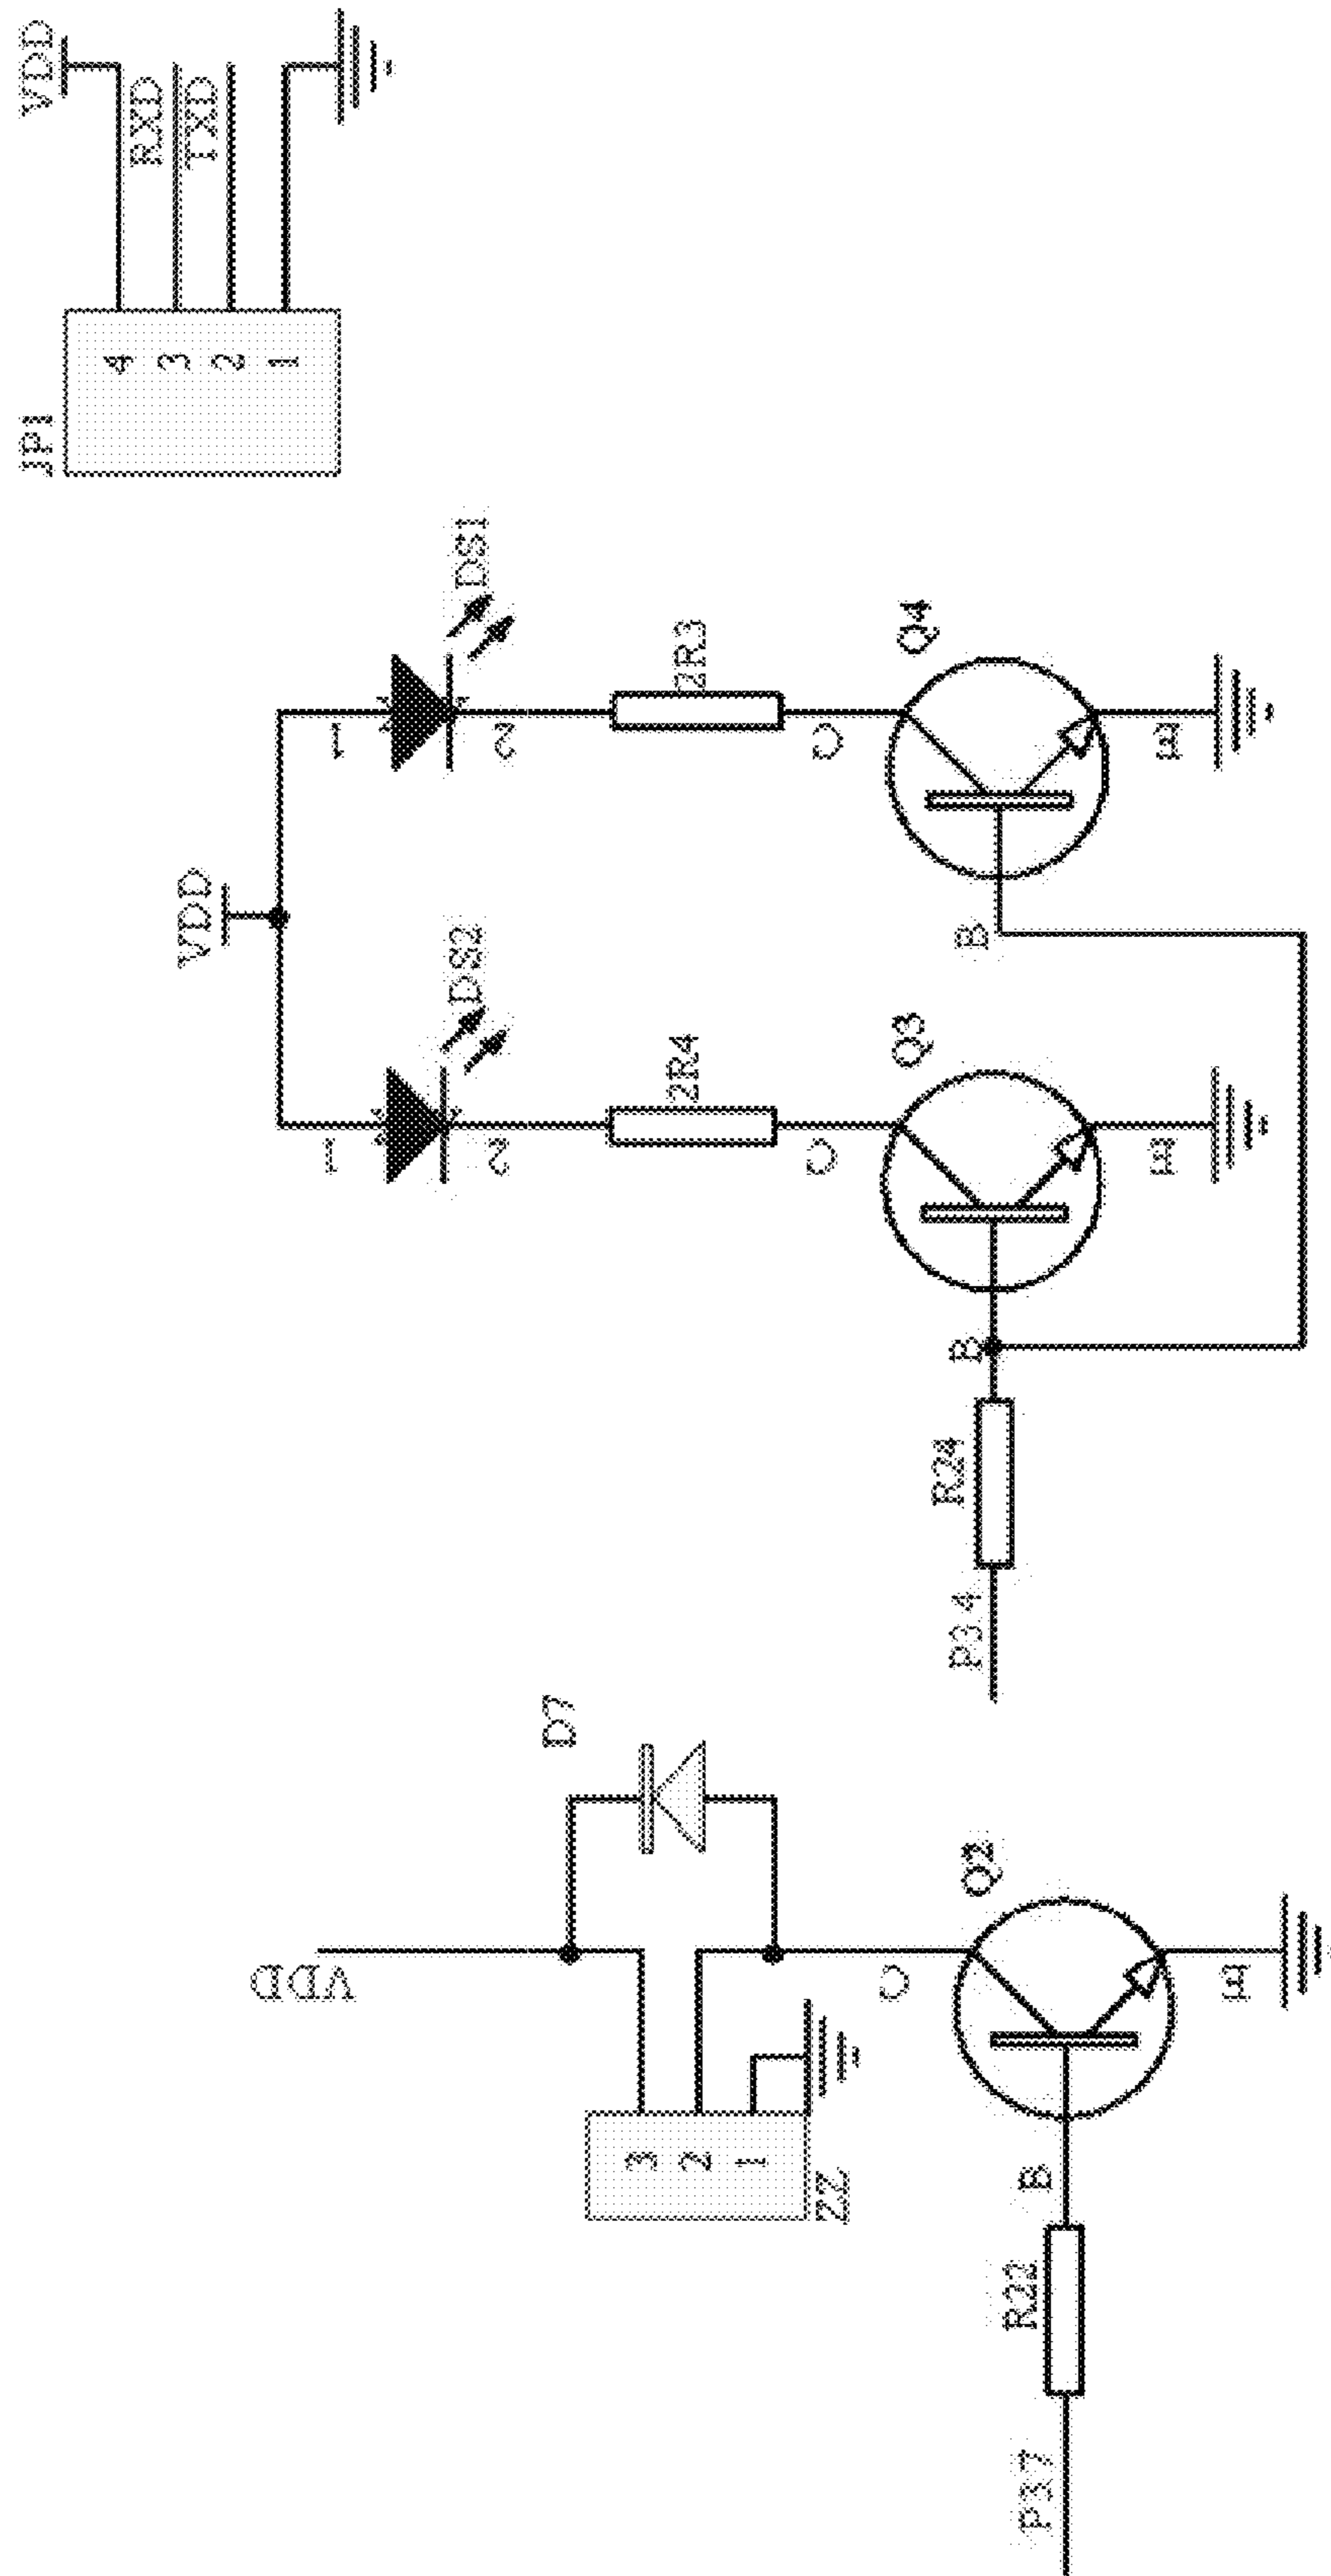 VDD
RXD
TXD
JP1
4
3
2
1
VDD
1
DS1
2
2R3
C
Q4
B
E
1
DS2
2
2R4
C
Q3
B
E
R24
P3.4
VDD
D7
3
2
1
ZZ
C
Q2
B
E
R22
P3.7